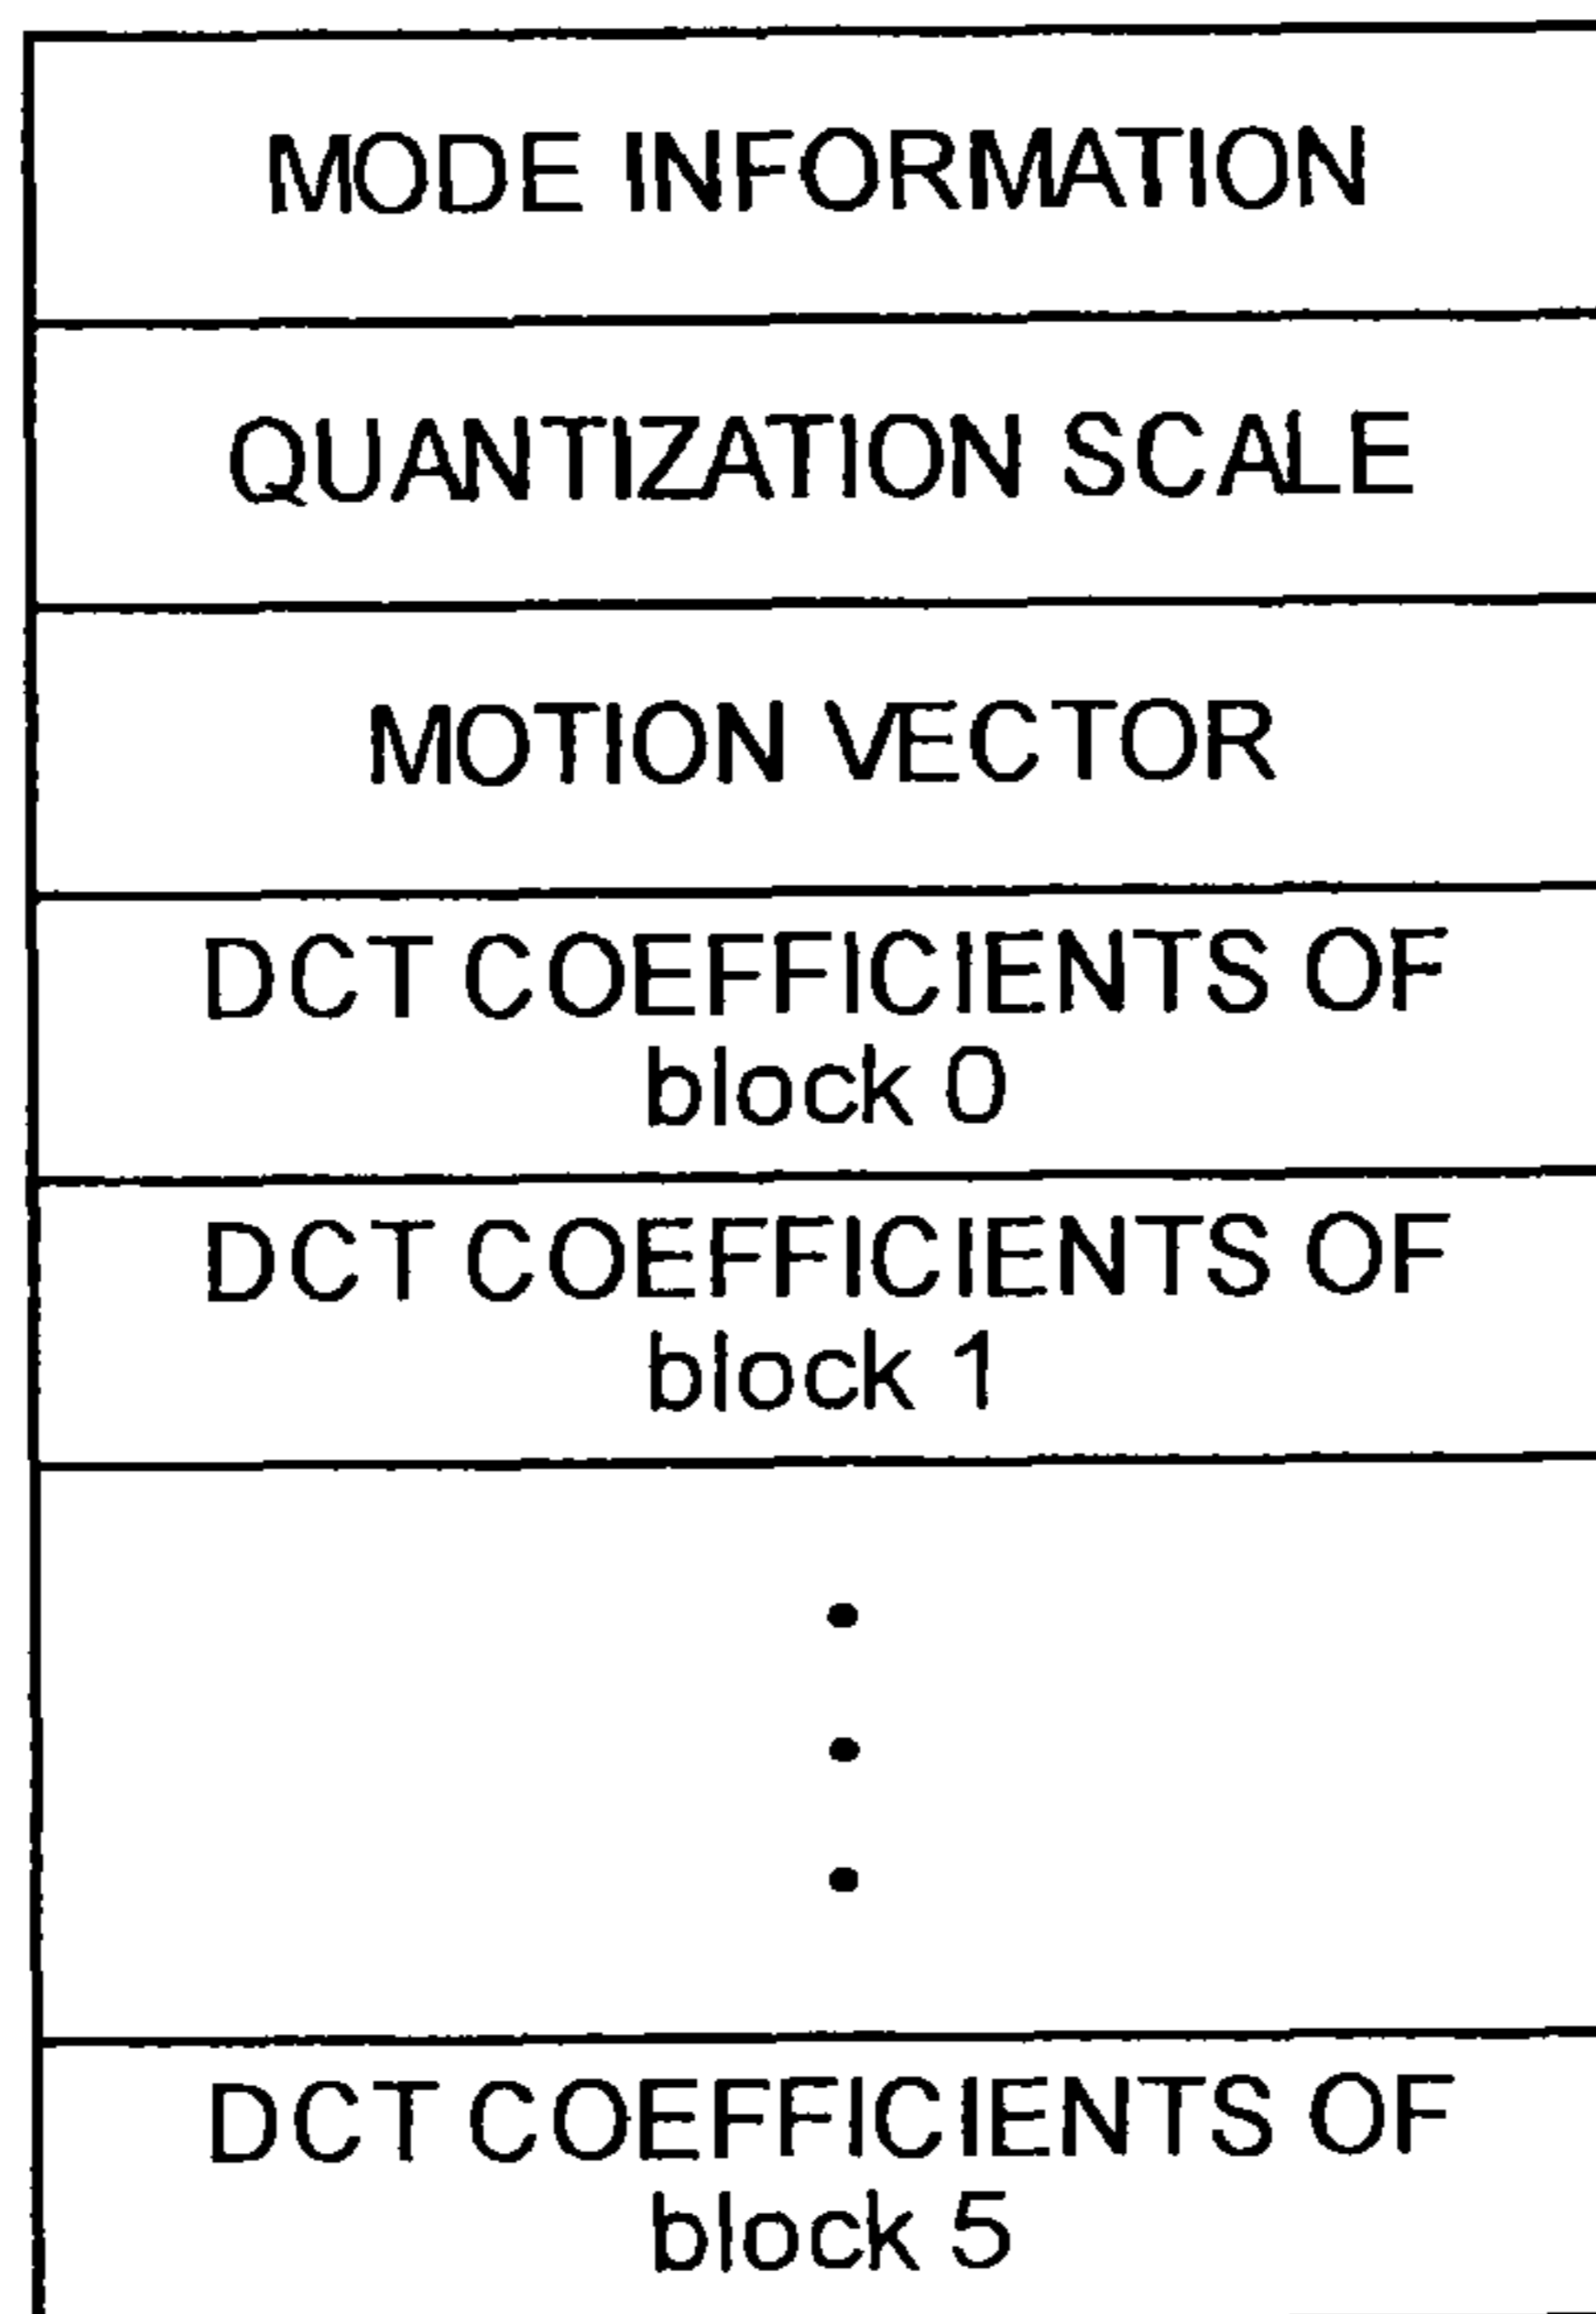 MODE INFORMATION
QUANTIZATION SCALE
MOTION VECTOR
DCT COEFFICIENTS OF
block 0
DCT COEFFICIENTS OF
block 1
DCT COEFFICIENTS OF
block 5